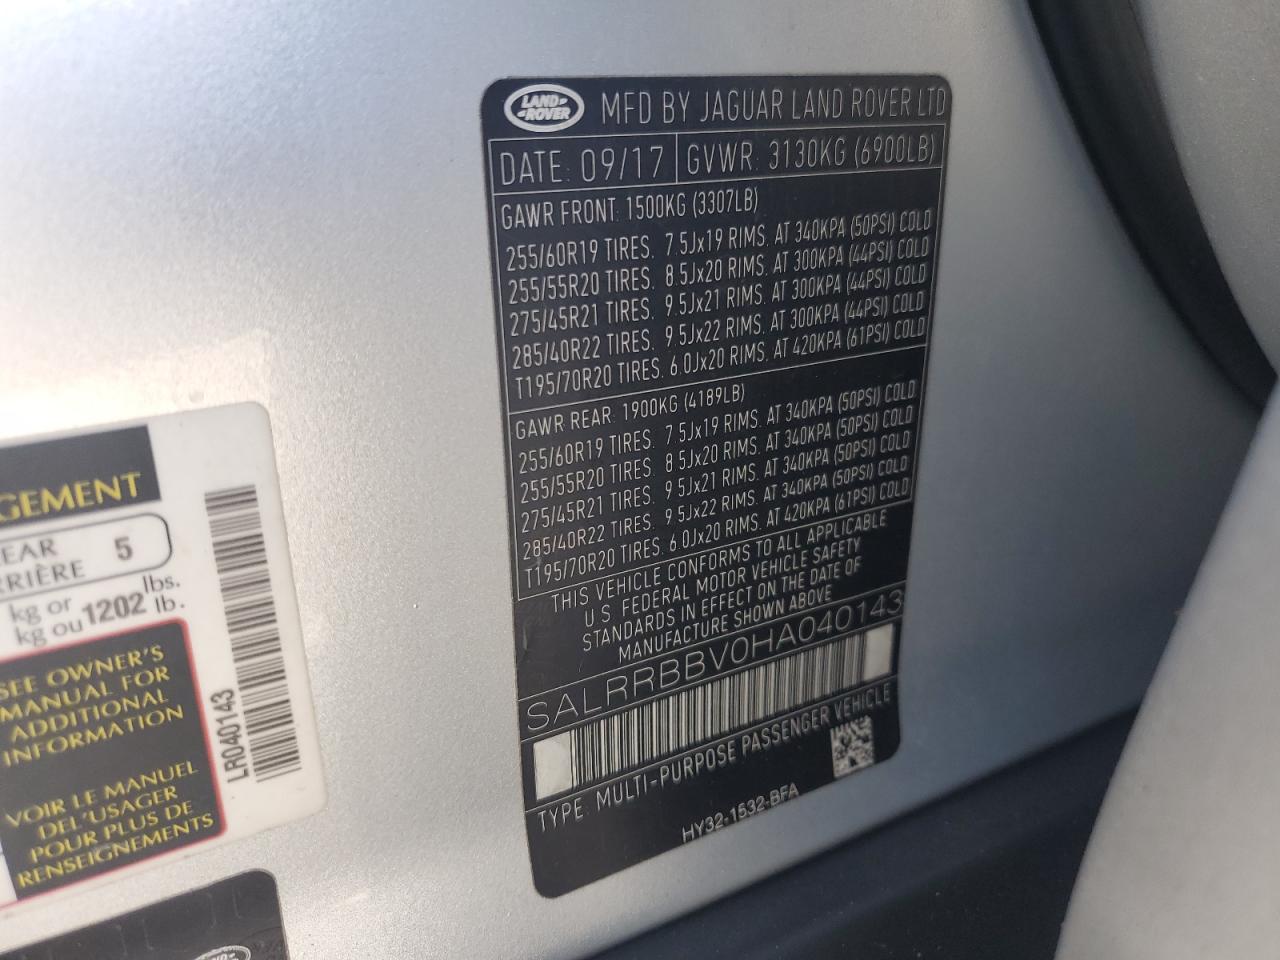 LAND-
-ROVER
MFD BY JAGUAR LAND ROVER LTD
DATE: 09/17 GVWR: 3130KG (6900LB)
GAWR FRONT: 1500KG (3307LB)
255/60R19 TIRES. 7.5Jx19 RIMS. AT 340KPA (50PSI) COLD
255/55R20 TIRES. 8.5Jx20 RIMS. AT 300KPA (44PSI) COLD
275/45R21 TIRES. 9.5Jx21 RIMS. AT 300KPA (44PSI) COLD
285/40R22 TIRES. 9.5Jx22 RIMS. AT 300KPA (44PSI) COLD
T195/70R20 TIRES. 6.0Jx20 RIMS. AT 420KPA (61PSI) COLD
GAWR REAR: 1900KG (4189LB)
255/60R19 TIRES. 7.5Jx19 RIMS. AT 340KPA (50PSI) COLD
255/55R20 TIRES. 8.5Jx20 RIMS. AT 340KPA (50PSI) COLD
275/45R21 TIRES. 9.5Jx21 RIMS. AT 340KPA (50PSI) COLD
285/40R22 TIRES. 9.5Jx22 RIMS. AT 340KPA (50PSI) COLD
T195/70R20 TIRES. 6.0Jx20 RIMS. AT 420KPA (61PSI) COLD
THIS VEHICLE CONFORMS TO ALL APPLICABLE
U.S. FEDERAL MOTOR VEHICLE SAFETY
STANDARDS IN EFFECT ON THE DATE OF
MANUFACTURE SHOWN ABOVE
SALRRBBV0HA040143
TYPE: MULTI-PURPOSE PASSENGER VEHICLE
HY32-1532-BFA
GEMENT
EAR 5
RRIÈRE
kg or 1202 lbs.
kg ou lb.
SEE OWNER'S
MANUAL FOR
ADDITIONAL
INFORMATION
VOIR LE MANUEL
DEL'USAGER
POUR PLUS DE
RENSEIGNEMENTS
LR040143